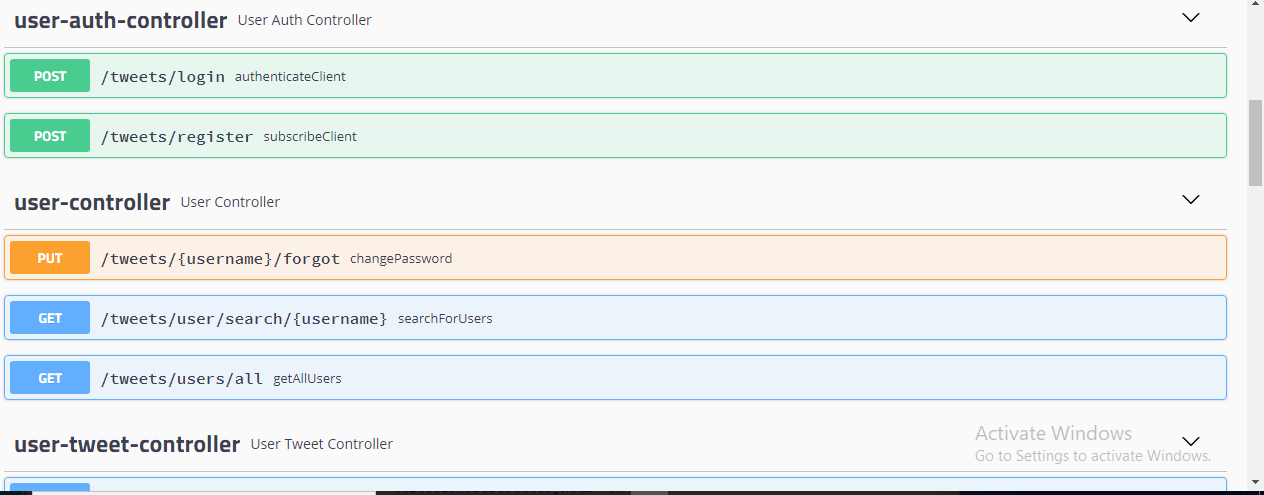 user-auth-controller User Auth Controller
POST /tweets/login authenticateClient
POST /tweets/register subscribeClient
user-controller User Controller
PUT /tweets/{username}/forgot changePassword
GET /tweets/user/search/{username} searchForUsers
GET /tweets/users/all getAllUsers
user-tweet-controller User Tweet Controller
Activate Windows
Go to Settings to activate Windows.